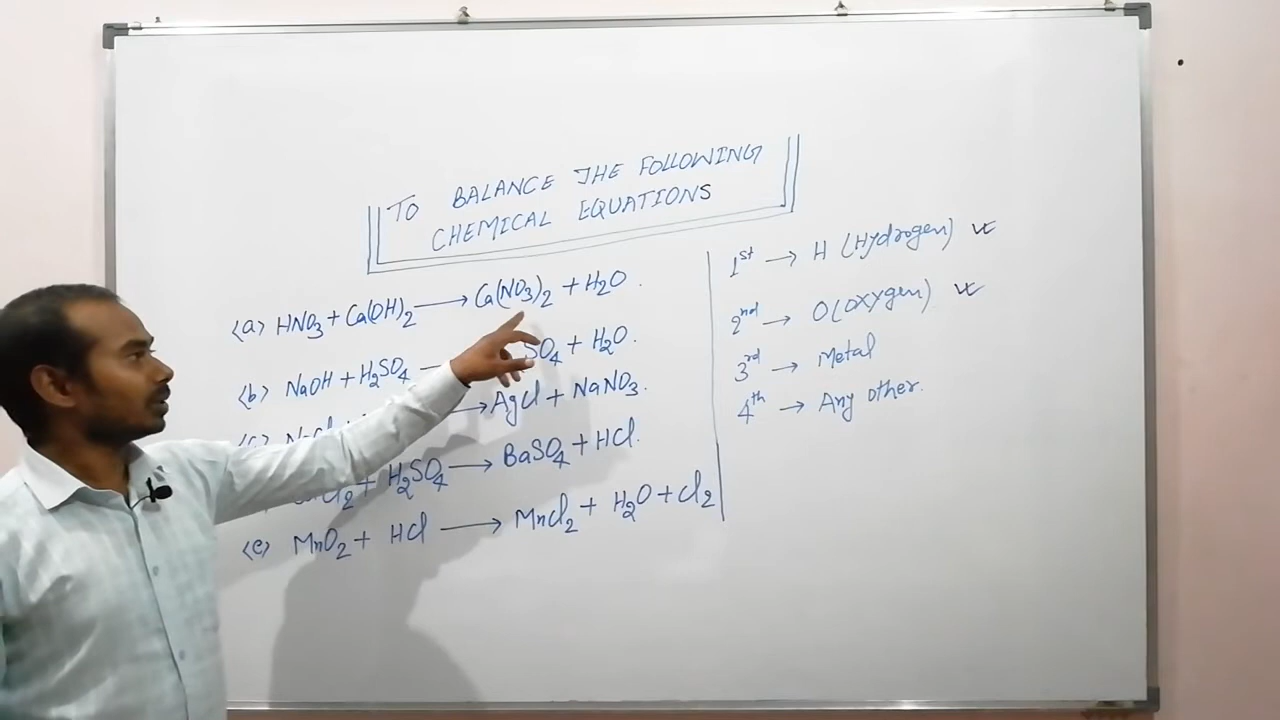 TO BALANCE THE FOLLOWING
CHEMICAL EQUATIONS
<a> HNO3 + Ca(OH)2 ⟶ Ca(NO3)2 + H2O.
<b> NaOH + H2SO4 SO4 + H2O.
⟶ AgCl + NaNO3.
+ H2SO4 ⟶ BaSO4 + HCl.
<e> MnO2 + HCl ⟶ MnCl2 + H2O + Cl2
1st → H (Hydrogen)
2nd → O(Oxygen)
3rd → Metal
4th → Any other.